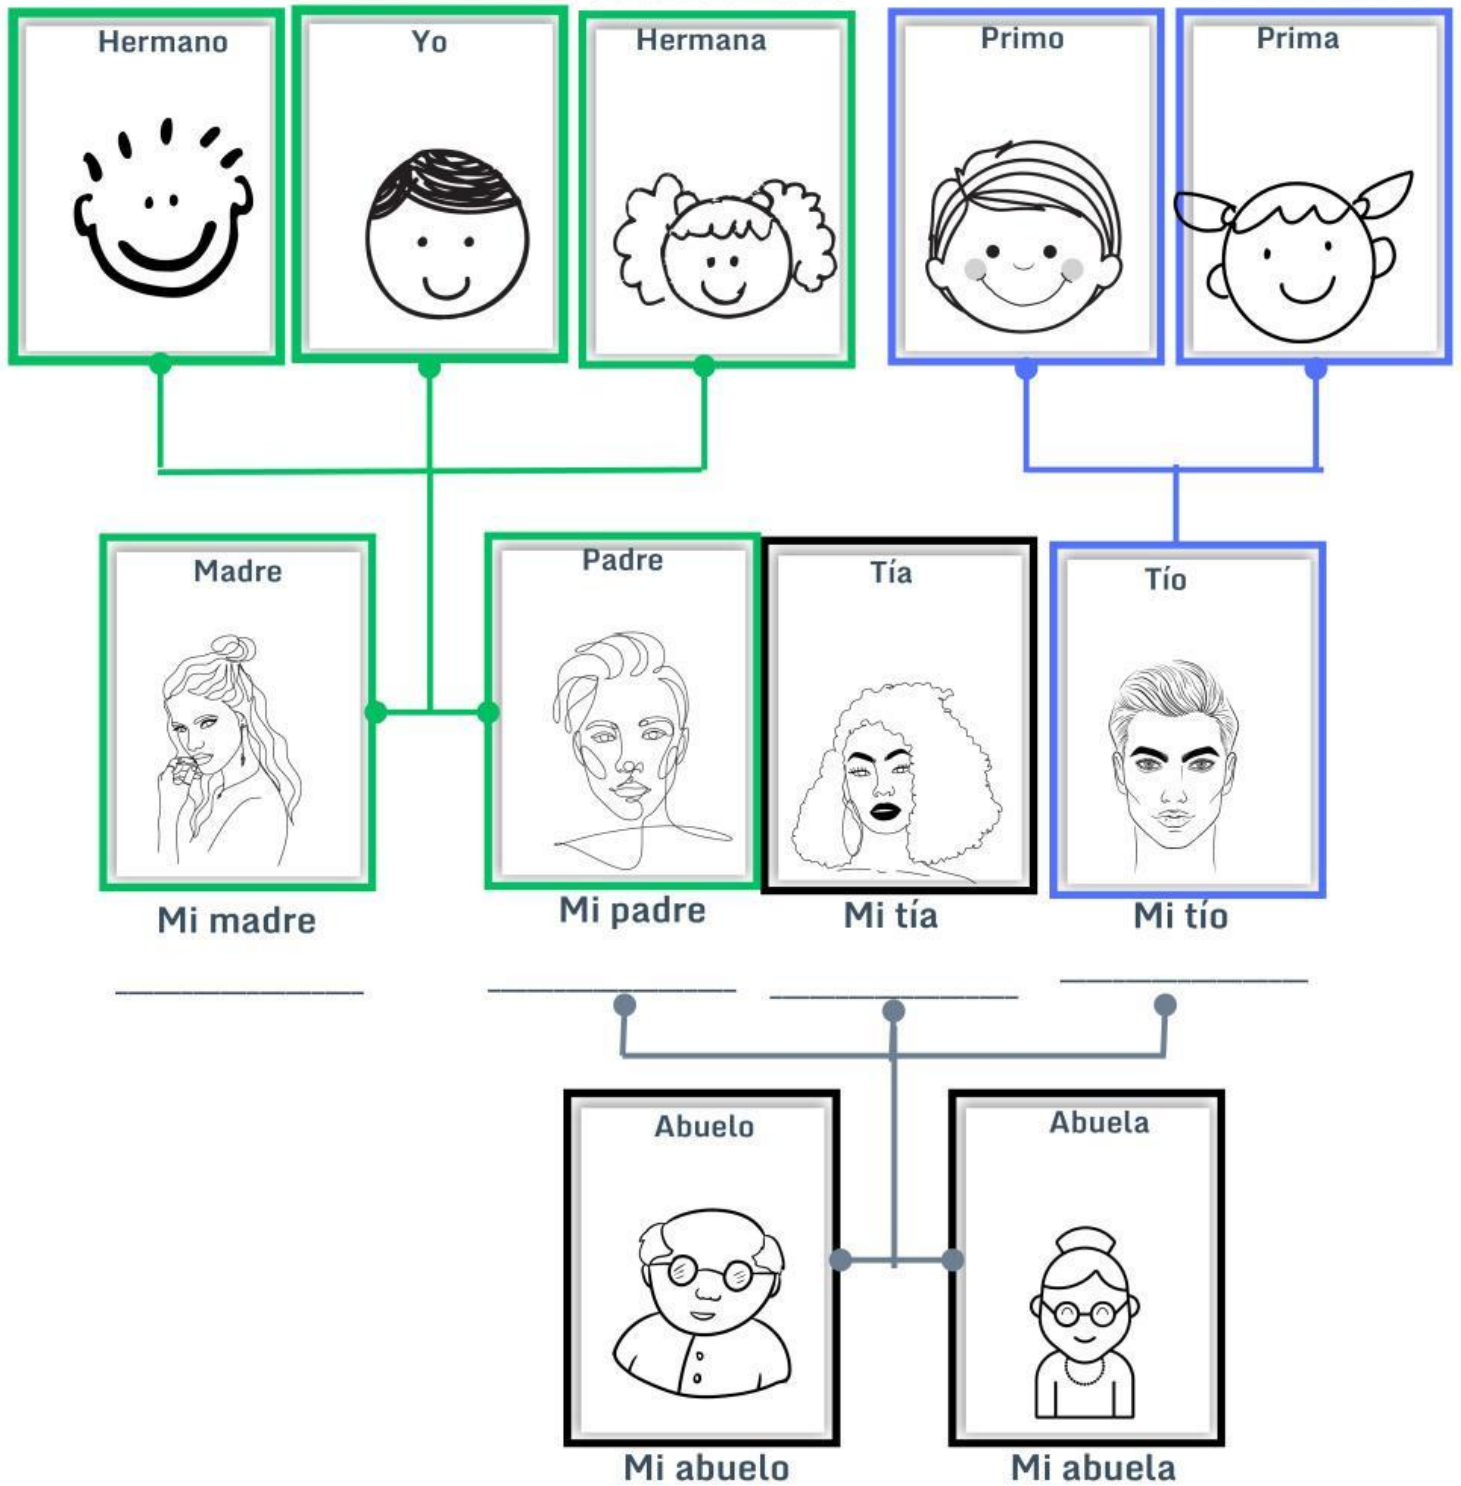 Hermano
Yo
Hermana
Primo
Prima
Madre
Padre
Tía
Tío
Mi madre
Mi padre
Mi tía
Mi tío
Abuelo
Abuela
Mi abuelo
Mi abuela